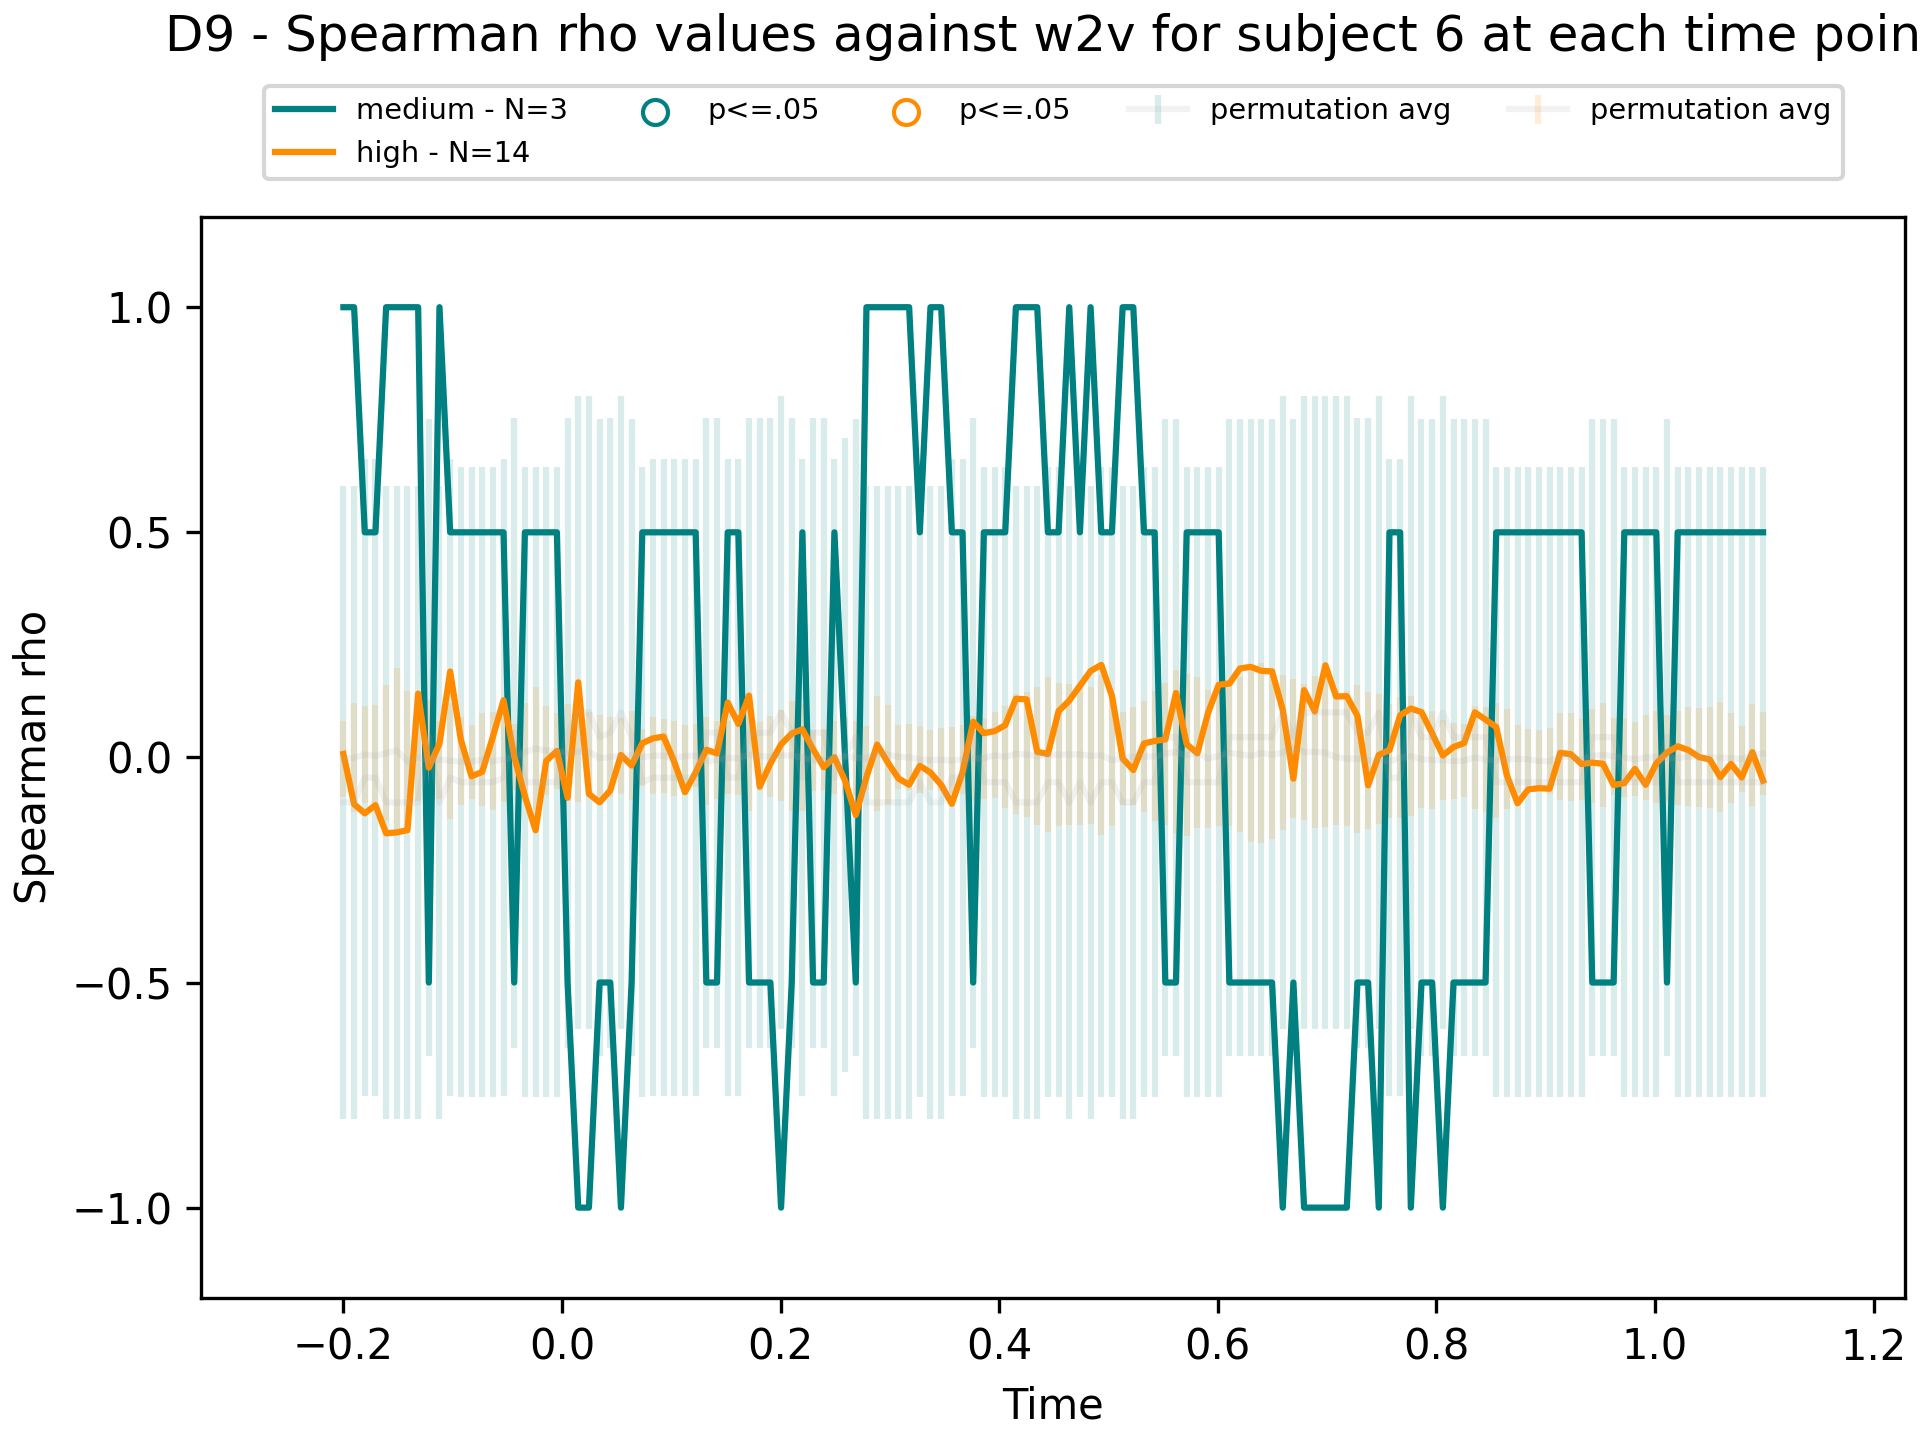 D9 - Spearman rho values against w2v for subject 6 at each time poin
medium - N=3 p<=.05 p<=.05 permutation avg permutation avg
high - N=14
1.0
0.5
0.0
−0.5
−1.0
Spearman rho
−0.2 0.0 0.2 0.4 0.6 0.8 1.0 1.2
Time